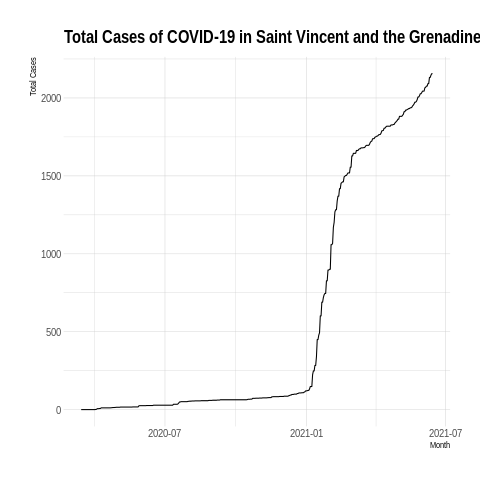 Total Cases of COVID-19 in Saint Vincent and the Grenadine
Total Cases
2000
1500
1000
500
0
2020-07
2021-01
2021-07
Month